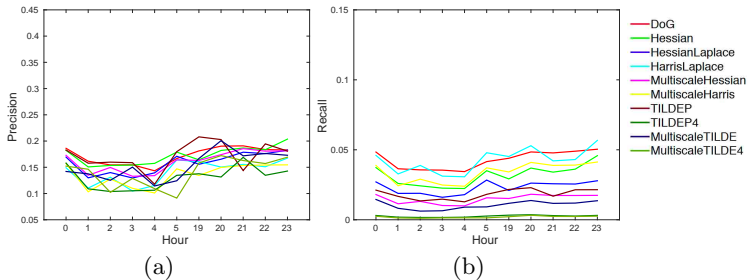 0.45
0.4
0.35
0.3
0.25
0.2
0.15
0.1
0.05
Precision
0 1 2 3 4 5 19 20 21 22 23
Hour
(a)
0.15
0.1
0.05
0
Recall
0 1 2 3 4 5 19 20 21 22 23
Hour
(b)
DoG
Hessian
HessianLaplace
HarrisLaplace
MultiscaleHessian
MultiscaleHarris
TILDEP
TILDEP4
MultiscaleTILDE
MultiscaleTILDE4